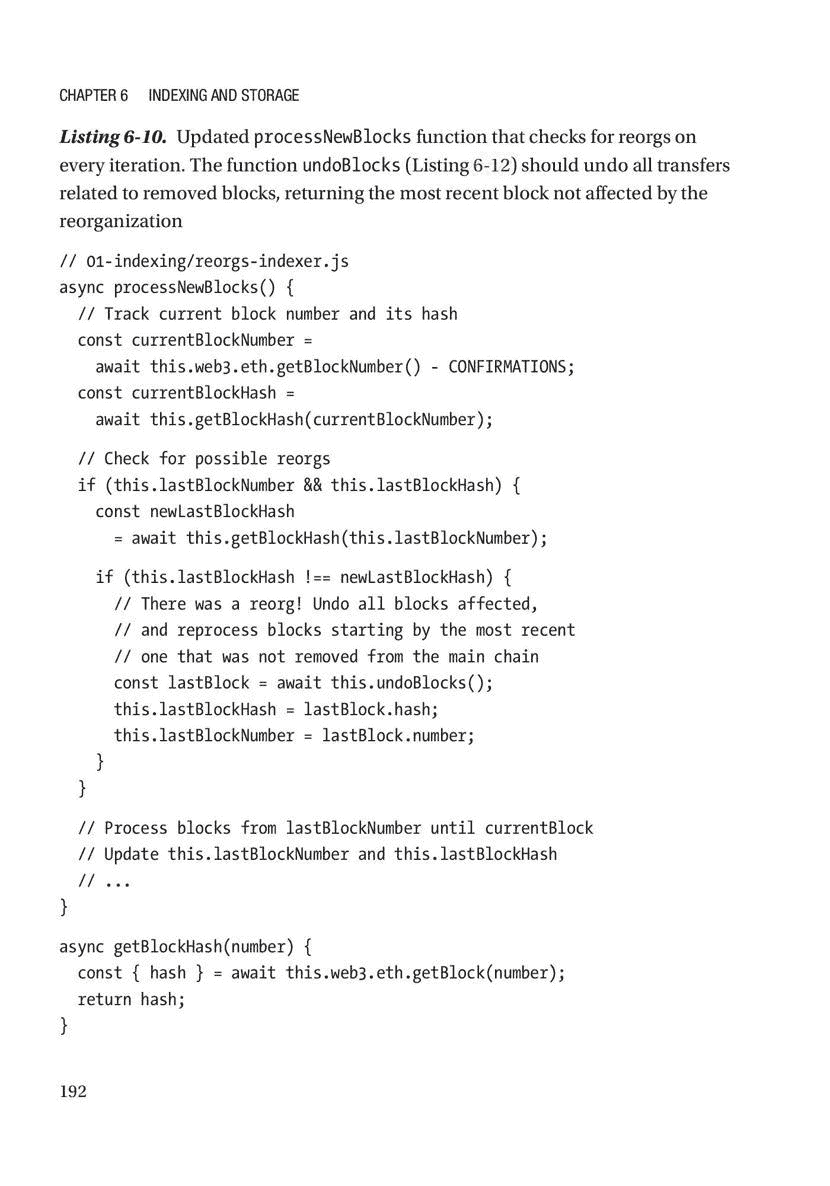 CHAPTER 6 INDEXING AND STORAGE
Listing 6-10. Updated processNewBlocks function that checks for reorgs on
every iteration. The function undoBlocks (Listing 6-12) should undo all transfers
related to removed blocks, returning the most recent block not affected by the
reorganization
// 01-indexing/reorgs-indexer.js
async processNewBlocks() {
  // Track current block number and its hash
  const currentBlockNumber =
    await this.web3.eth.getBlockNumber() - CONFIRMATIONS;
  const currentBlockHash =
    await this.getBlockHash(currentBlockNumber);
  // Check for possible reorgs
  if (this.lastBlockNumber && this.lastBlockHash) {
    const newLastBlockHash
      = await this.getBlockHash(this.lastBlockNumber);
    if (this.lastBlockHash !== newLastBlockHash) {
      // There was a reorg! Undo all blocks affected,
      // and reprocess blocks starting by the most recent
      // one that was not removed from the main chain
      const lastBlock = await this.undoBlocks();
      this.lastBlockHash = lastBlock.hash;
      this.lastBlockNumber = lastBlock.number;
    }
  }
  // Process blocks from lastBlockNumber until currentBlock
  // Update this.lastBlockNumber and this.lastBlockHash
  // ...
}
async getBlockHash(number) {
  const { hash } = await this.web3.eth.getBlock(number);
  return hash;
}
192